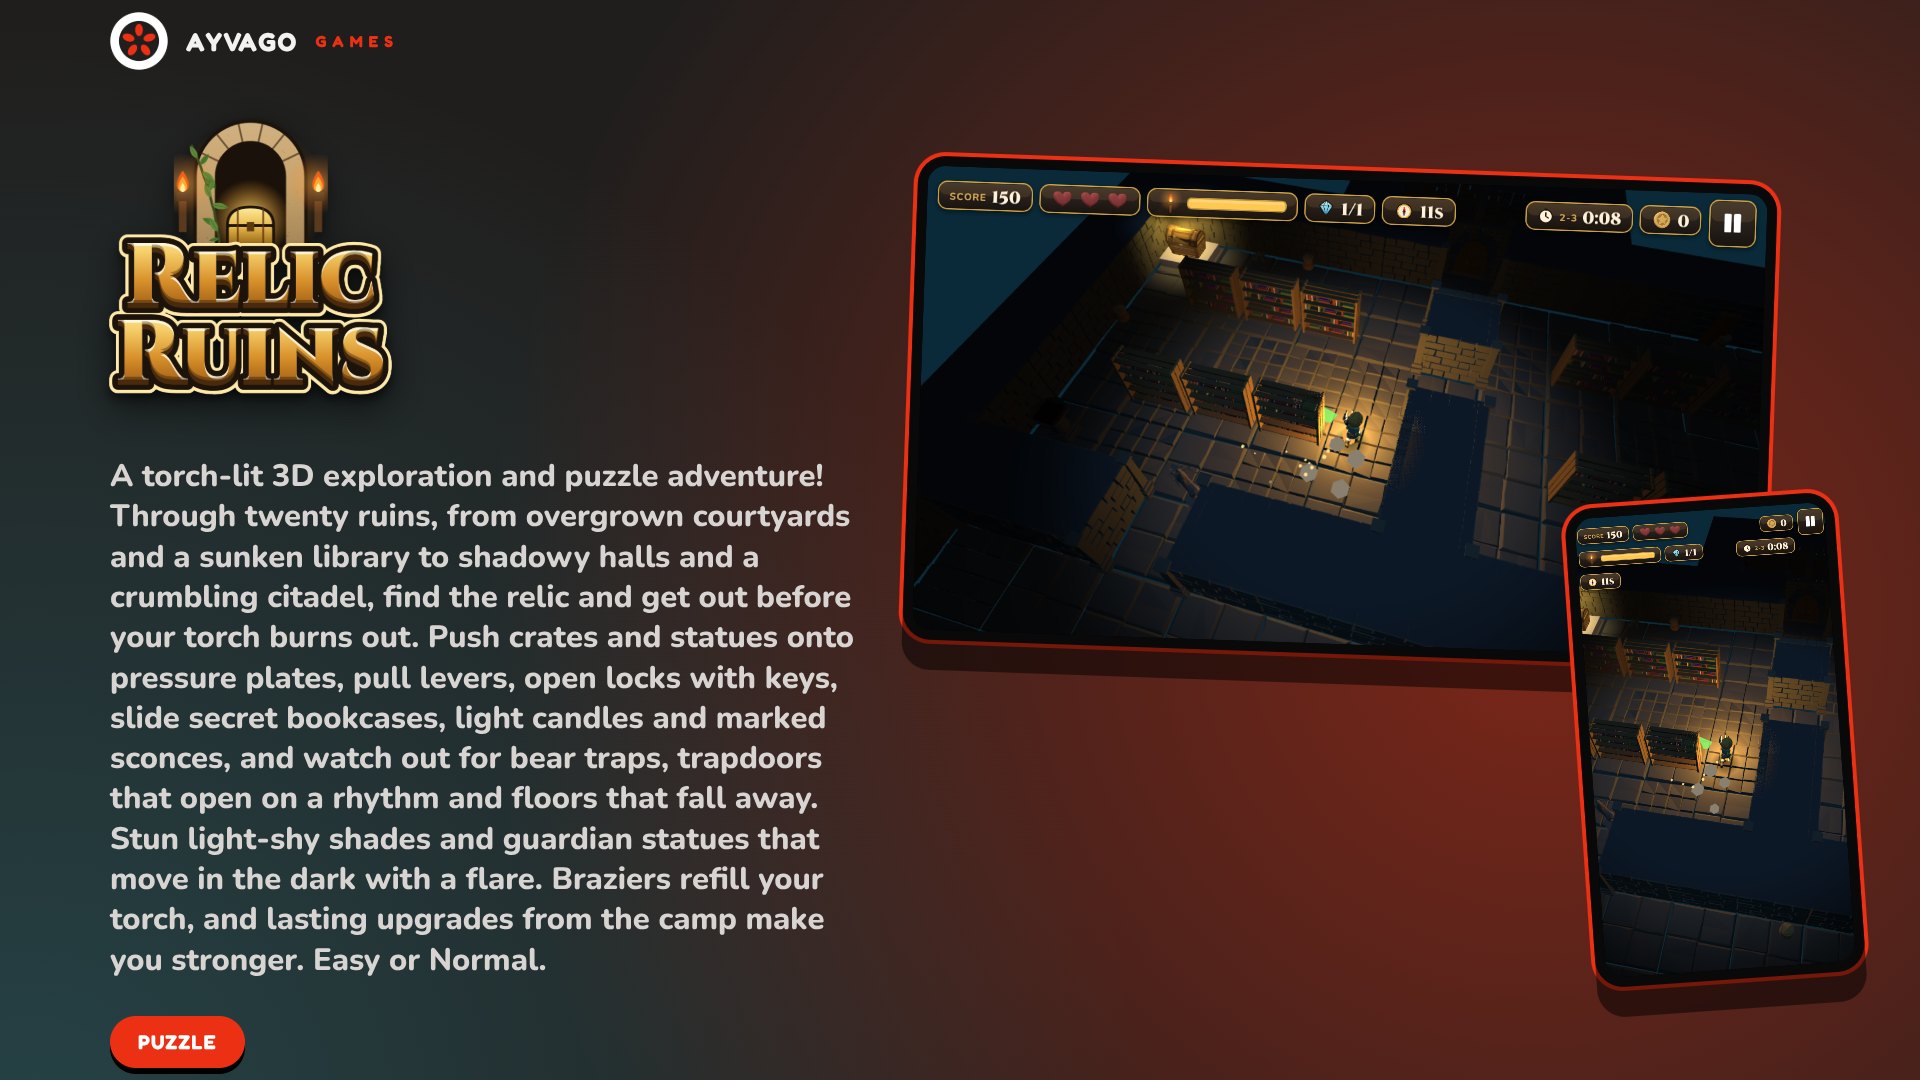 AYVAGO GAMES
RELIC
RUINS
A torch-lit 3D exploration and puzzle adventure!
Through twenty ruins, from overgrown courtyards
and a sunken library to shadowy halls and a
crumbling citadel, find the relic and get out before
your torch burns out. Push crates and statues onto
pressure plates, pull levers, open locks with keys,
slide secret bookcases, light candles and marked
sconces, and watch out for bear traps, trapdoors
that open on a rhythm and floors that fall away.
Stun light-shy shades and guardian statues that
move in the dark with a flare. Braziers refill your
torch, and lasting upgrades from the camp make
you stronger. Easy or Normal.
PUZZLE
SCORE 150 1/1 11S 2-3 0:08 0
SCORE 150 0
1/1 2-3 0:08
11S